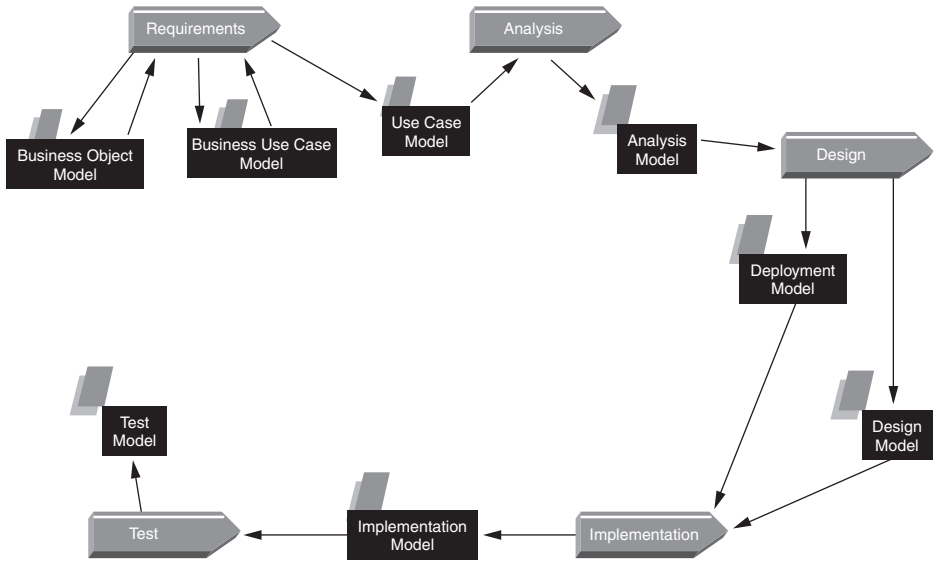 Requirements
Analysis
Business Object
Model
Business Use Case
Model
Use Case
Model
Analysis
Model
Design
Deployment
Model
Design
Model
Test
Model
Test
Implementation
Model
Implementation